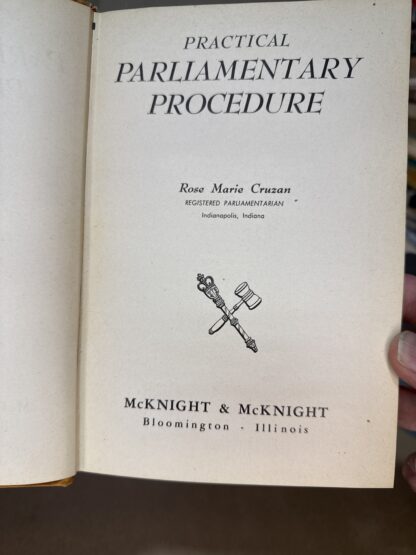 PRACTICAL
PARLIAMENTARY
PROCEDURE
Rose Marie Cruzan
REGISTERED PARLIAMENTARIAN
Indianapolis, Indiana
McKNIGHT & McKNIGHT
Bloomington - Illinois